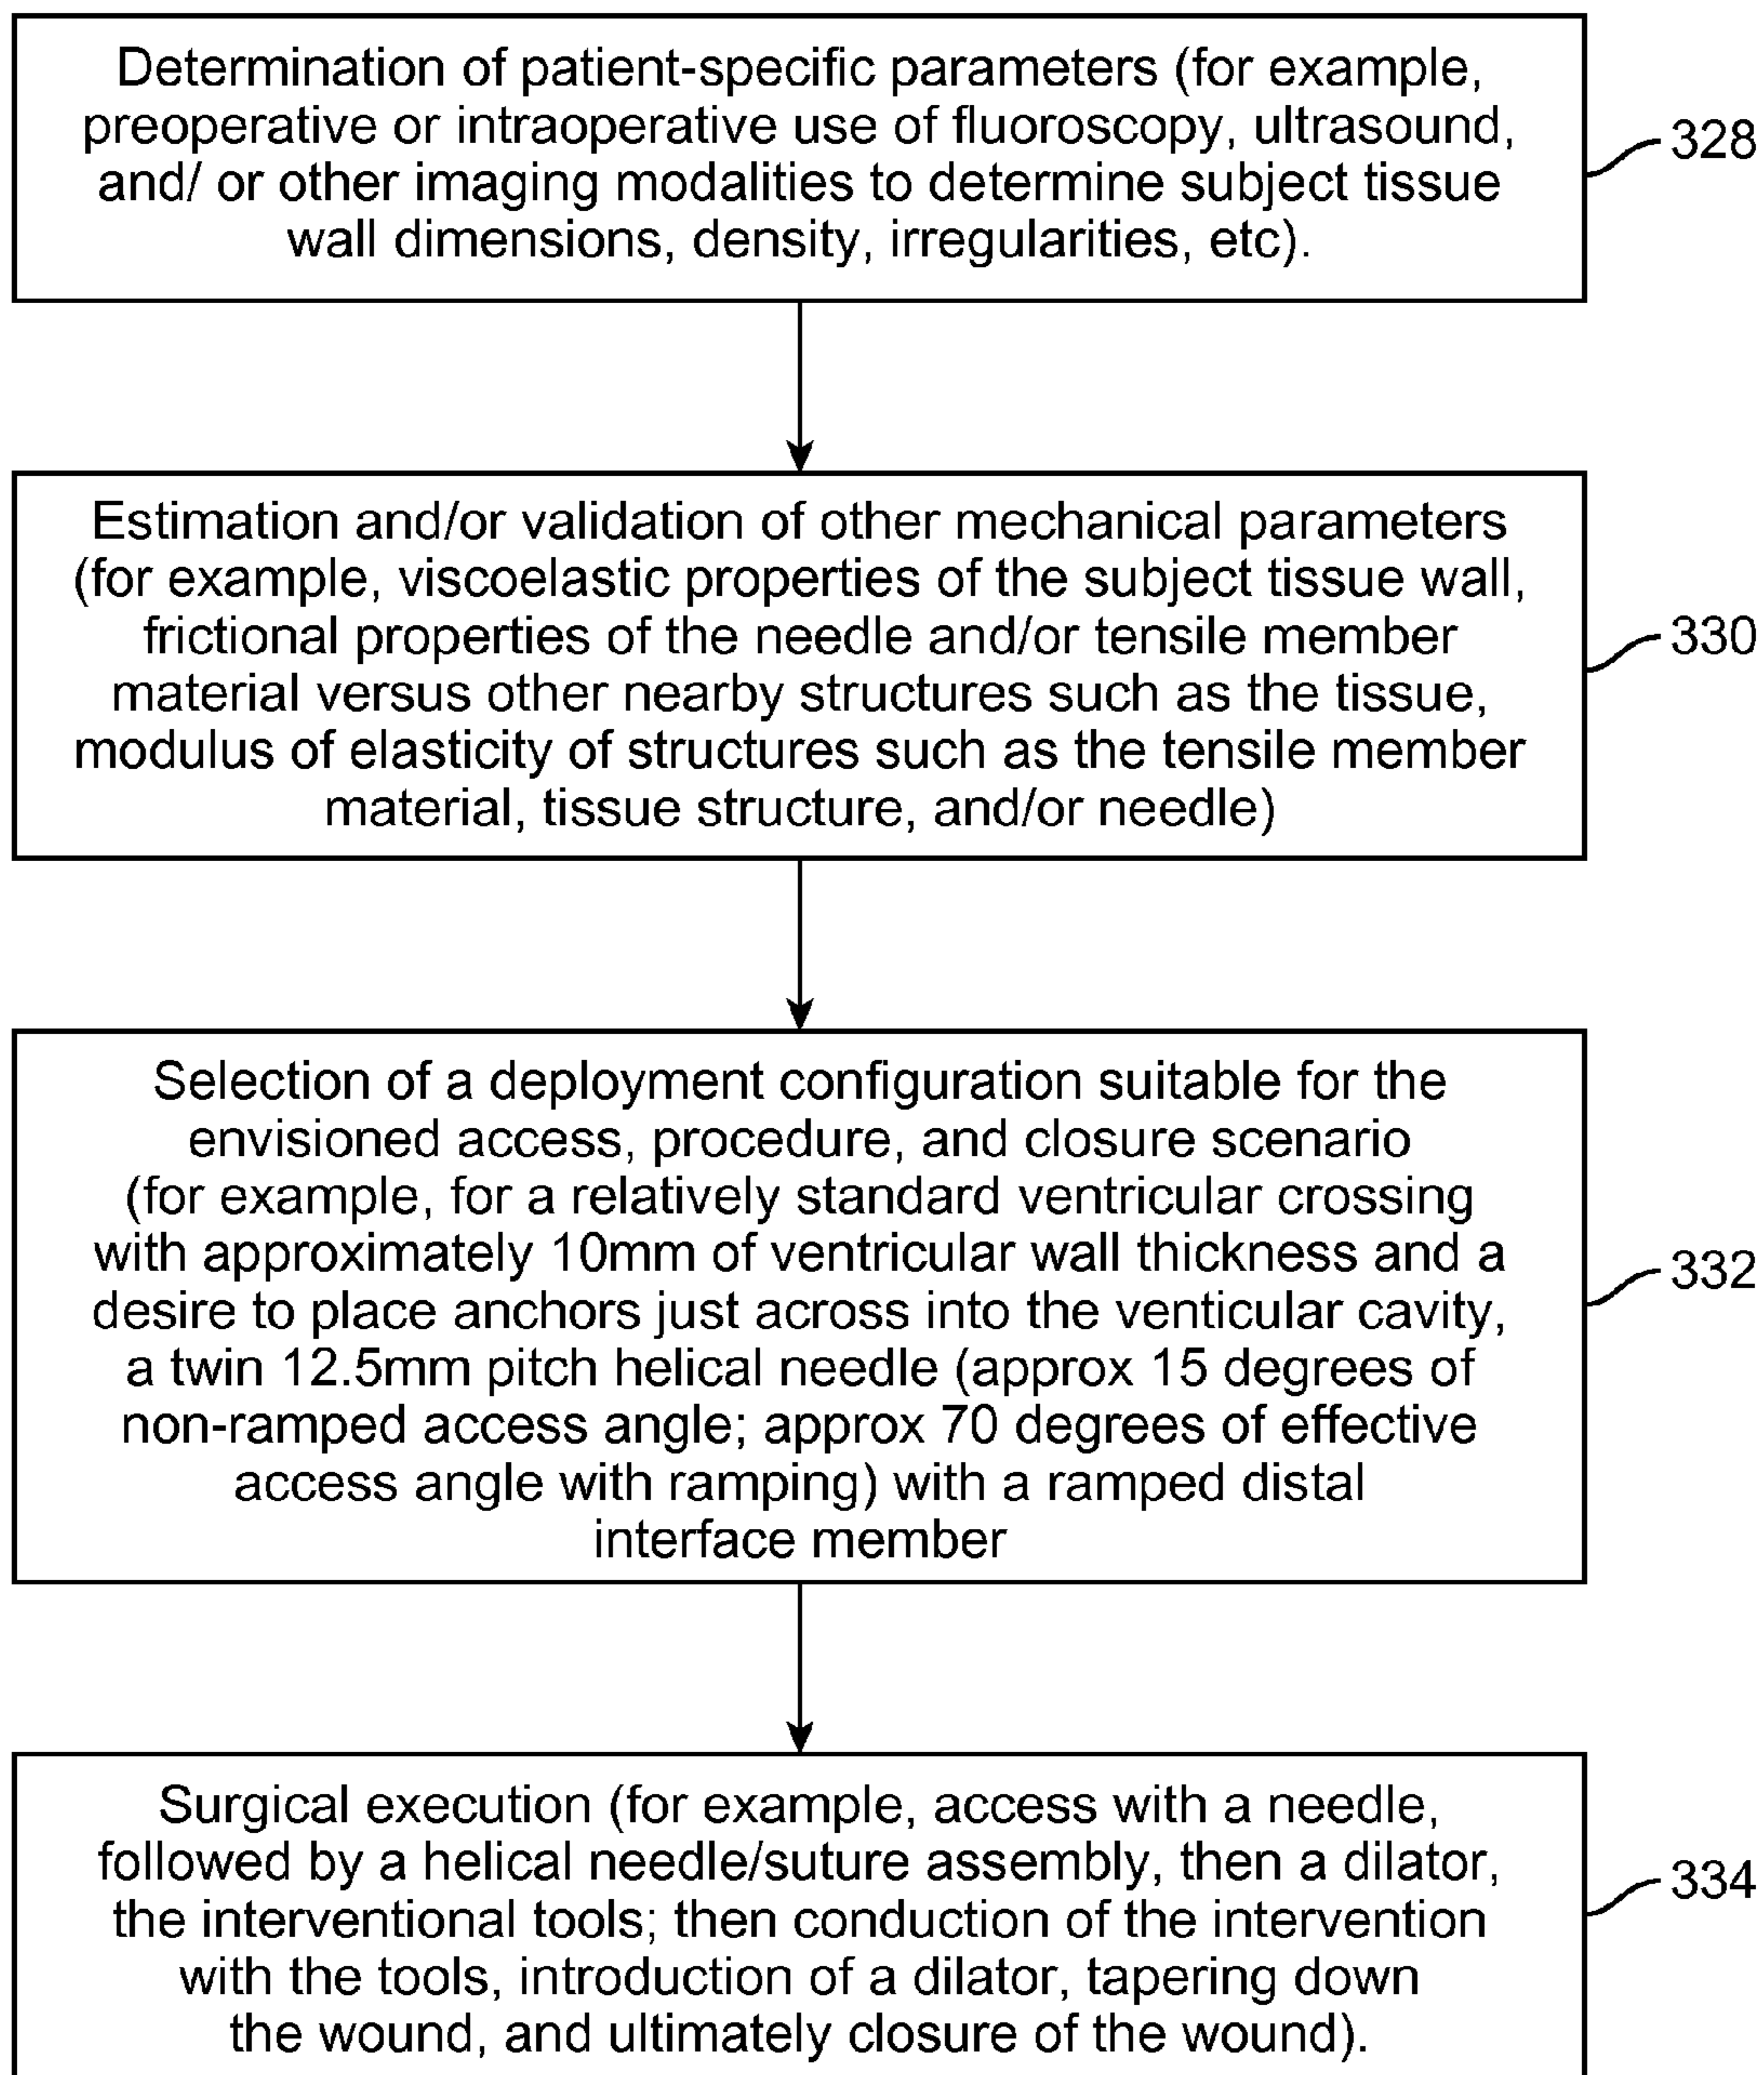 Determination of patient-specific parameters (for example,
preoperative or intraoperative use of fluoroscopy, ultrasound,
and/ or other imaging modalities to determine subject tissue
wall dimensions, density, irregularities, etc).
328
Estimation and/or validation of other mechanical parameters
(for example, viscoelastic properties of the subject tissue wall,
frictional properties of the needle and/or tensile member
material versus other nearby structures such as the tissue,
modulus of elasticity of structures such as the tensile member
material, tissue structure, and/or needle)
330
Selection of a deployment configuration suitable for the
envisioned access, procedure, and closure scenario
(for example, for a relatively standard ventricular crossing
with approximately 10mm of ventricular wall thickness and a
desire to place anchors just across into the venticular cavity,
a twin 12.5mm pitch helical needle (approx 15 degrees of
non-ramped access angle; approx 70 degrees of effective
access angle with ramping) with a ramped distal
interface member
332
Surgical execution (for example, access with a needle,
followed by a helical needle/suture assembly, then a dilator,
the interventional tools; then conduction of the intervention
with the tools, introduction of a dilator, tapering down
the wound, and ultimately closure of the wound).
334